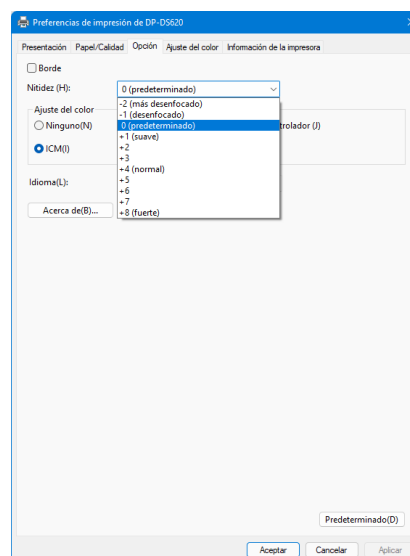 Preferencias de impresión de DP-DS620
Presentación Papel/Calidad Opción Ajuste del color Información de la impresora
Borde
Nitidez (H): 0 (predeterminado)
-2 (más desenfocado)
-1 (desenfocado)
0 (predeterminado)
+1 (suave)
+2
+3
+4 (normal)
+5
+6
+7
+8 (fuerte)
Ajuste del color
Ninguno(N) trolador (J)
ICM(I)
Idioma(L):
Acerca de(B)...
Predeterminado(D)
Aceptar Cancelar Aplicar